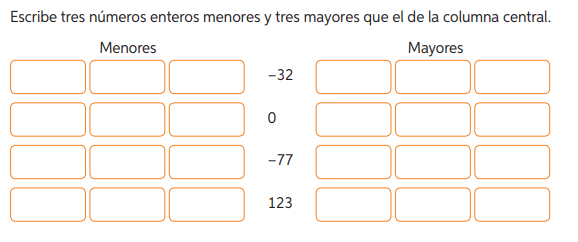 Escribe tres números enteros menores y tres mayores que el de la columna central.
Menores Mayores
−32
0
−77
123